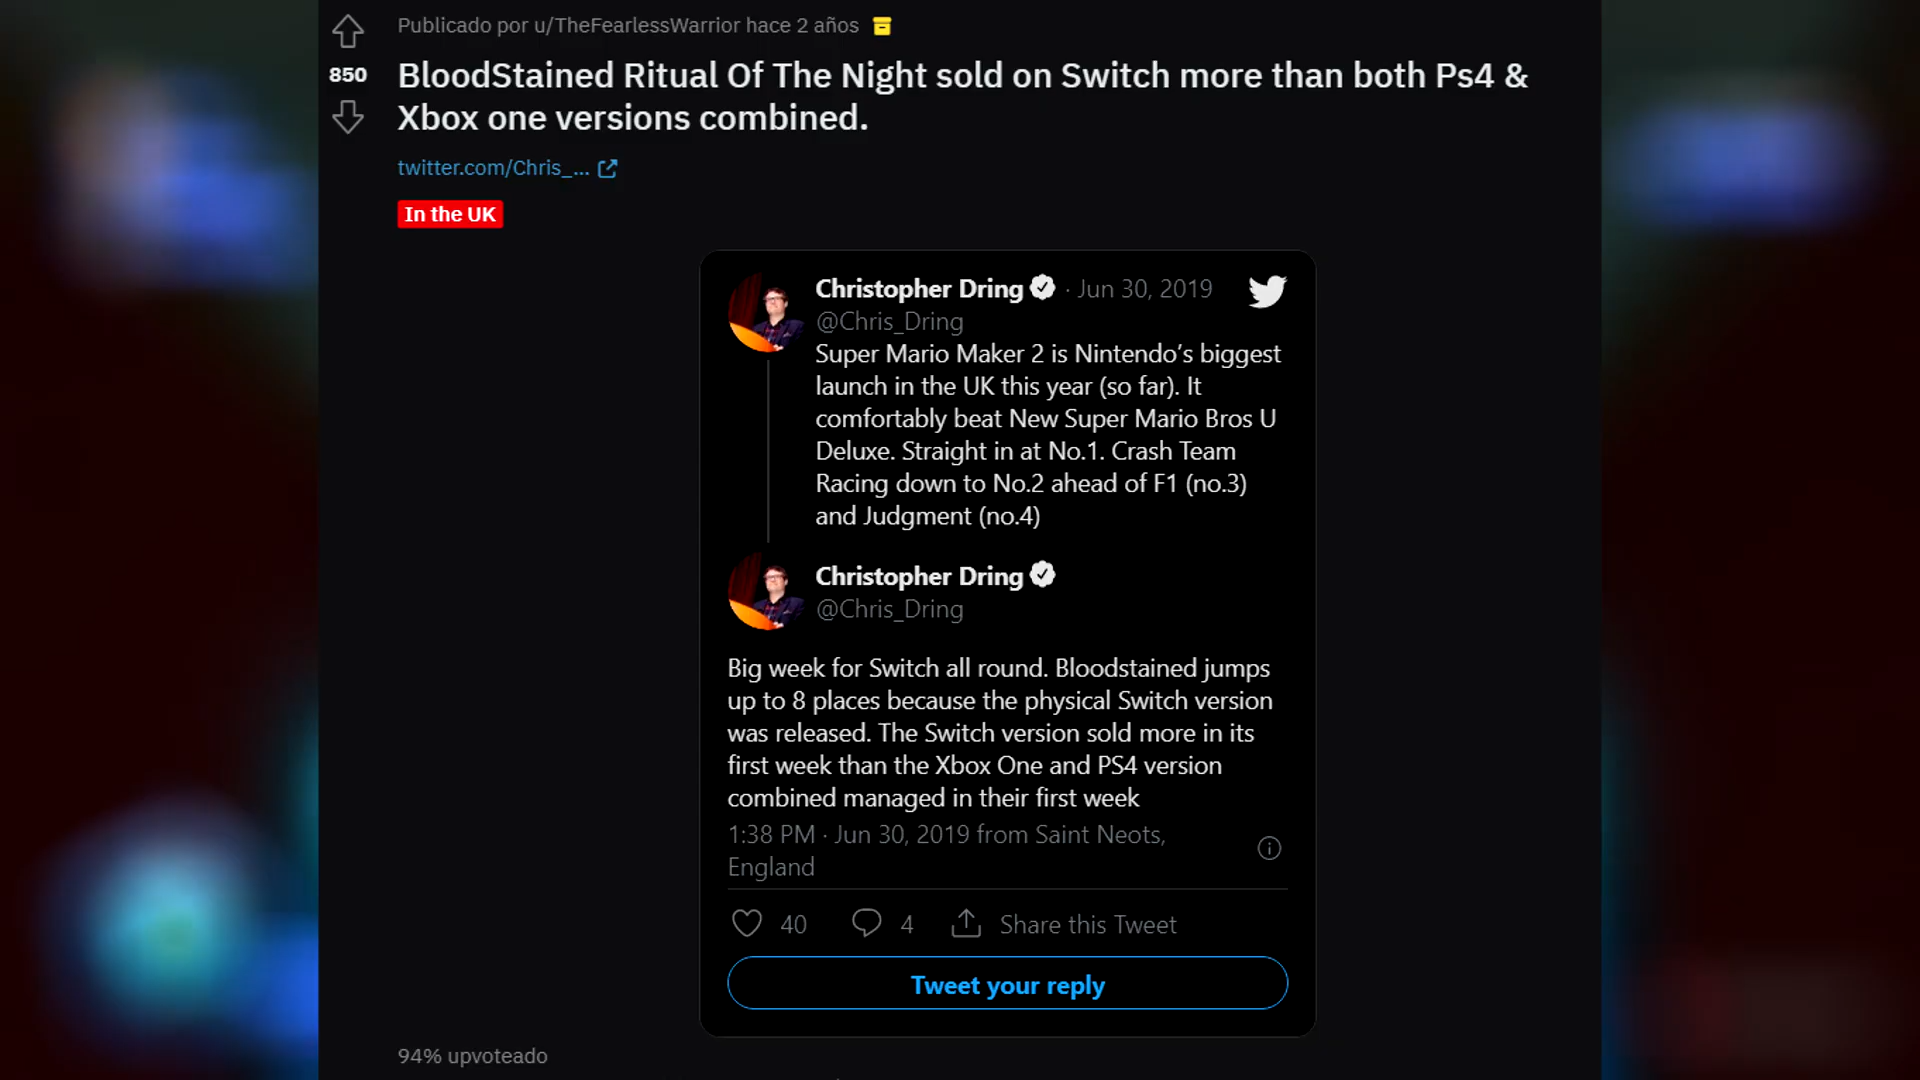 Publicado por u/TheFearlessWarrior hace 2 años
850
BloodStained Ritual Of The Night sold on Switch more than both Ps4 &
Xbox one versions combined.
twitter.com/Chris_...
In the UK
Christopher Dring · Jun 30, 2019
@Chris_Dring
Super Mario Maker 2 is Nintendo’s biggest
launch in the UK this year (so far). It
comfortably beat New Super Mario Bros U
Deluxe. Straight in at No.1. Crash Team
Racing down to No.2 ahead of F1 (no.3)
and Judgment (no.4)
Christopher Dring
@Chris_Dring
Big week for Switch all round. Bloodstained jumps
up to 8 places because the physical Switch version
was released. The Switch version sold more in its
first week than the Xbox One and PS4 version
combined managed in their first week
1:38 PM · Jun 30, 2019 from Saint Neots,
England
40 4 Share this Tweet
Tweet your reply
94% upvoteado